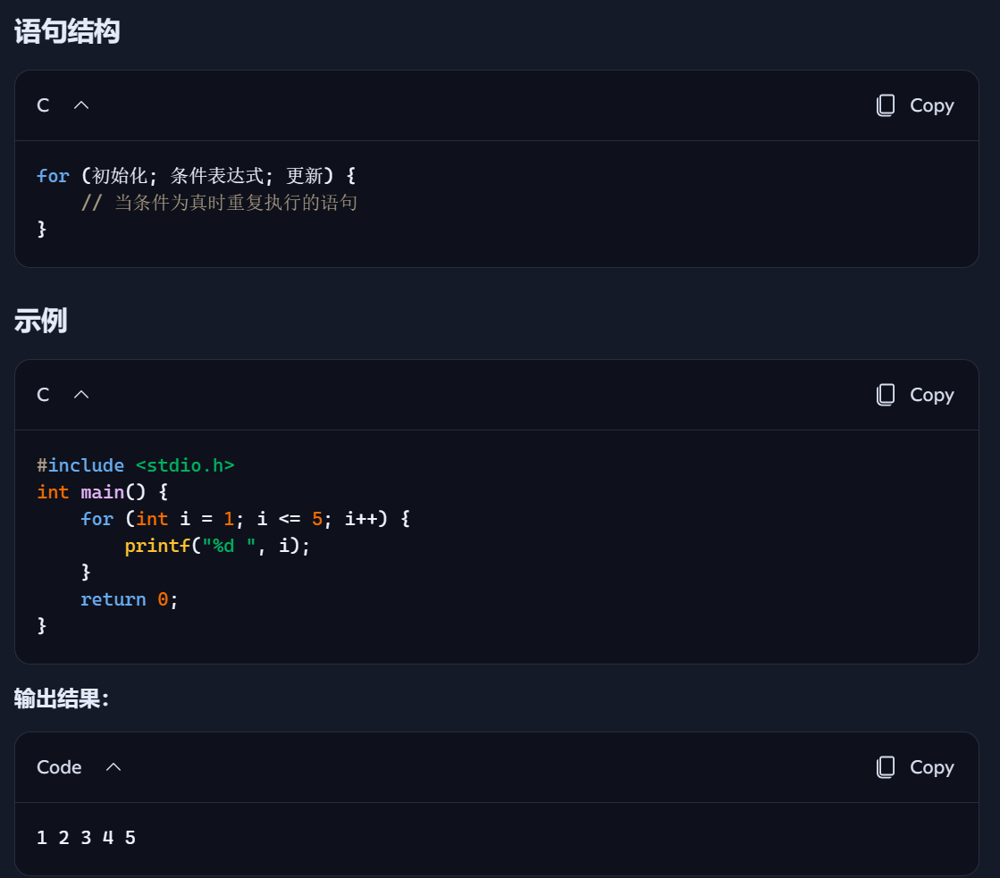 语句结构
C
Copy
for (初始化; 条件表达式; 更新) {
    // 当条件为真时重复执行的语句
}
示例
C
Copy
#include <stdio.h>
int main() {
    for (int i = 1; i <= 5; i++) {
        printf("%d ", i);
    }
    return 0;
}
输出结果：
Code
Copy
1 2 3 4 5